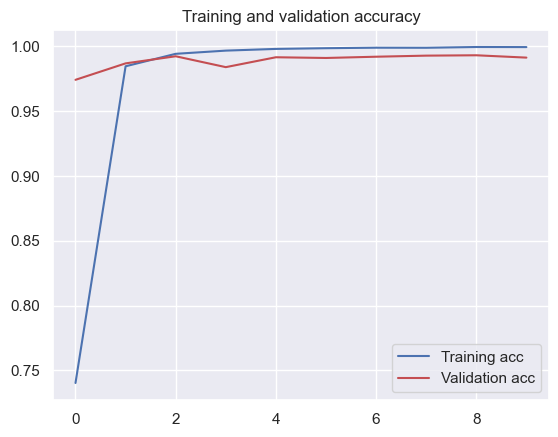 Training and validation accuracy
1.00
0.95
0.90
0.85
0.80
0.75
0 2 4 6 8
Training acc
Validation acc